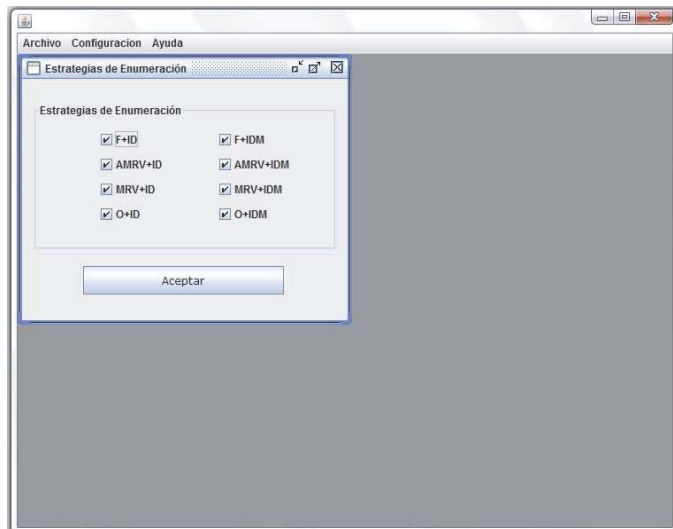 Archivo Configuracion Ayuda
Estrategias de Enumeración
Estrategias de Enumeración
F+ID F+IDM
AMRV+ID AMRV+IDM
MRV+ID MRV+IDM
O+ID O+IDM
Aceptar